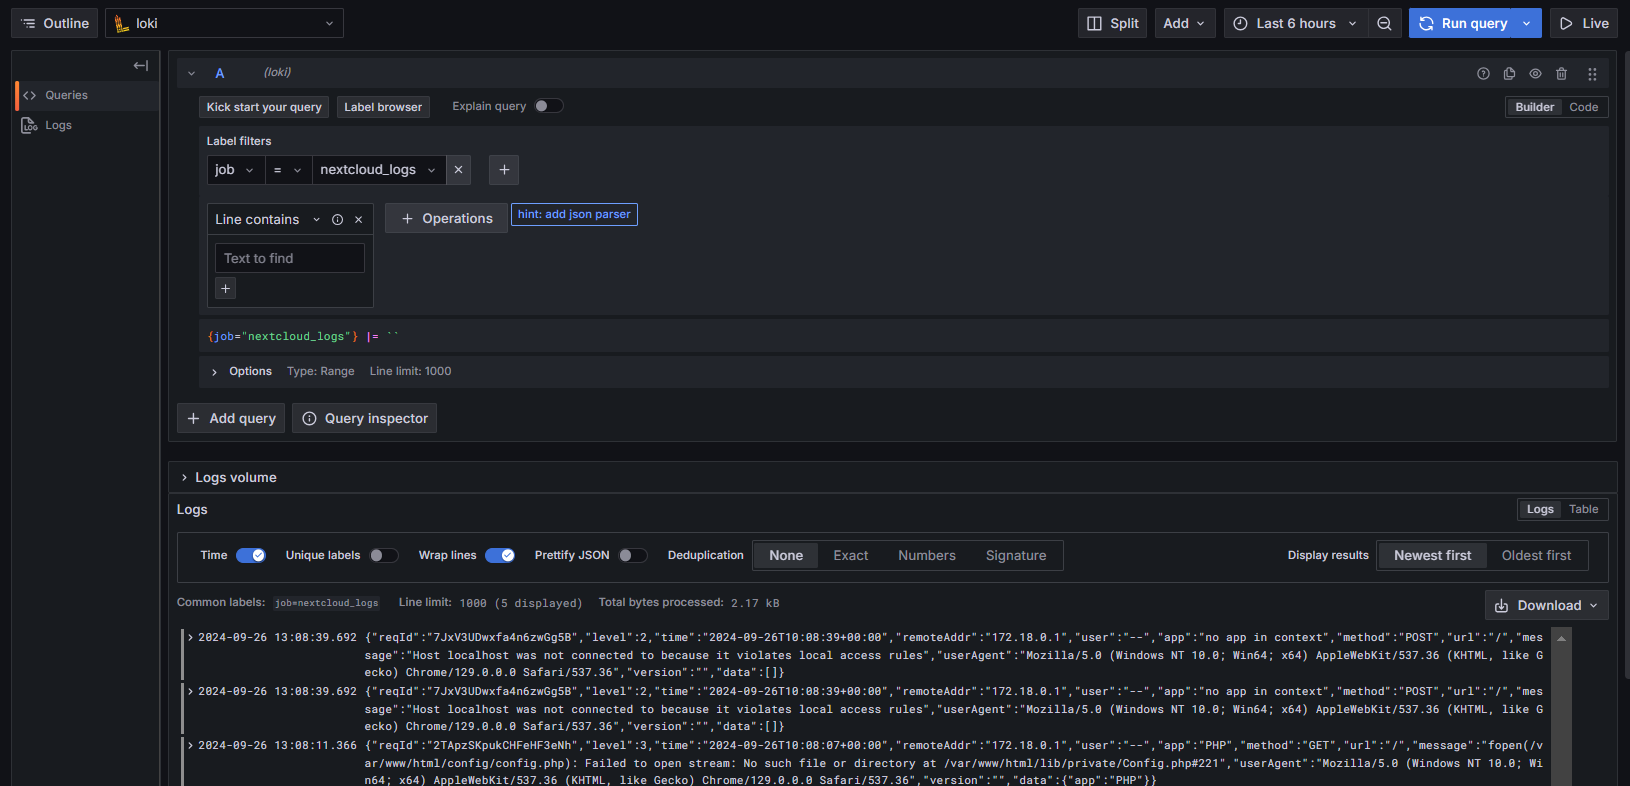 Outline
loki
Split
Add
Last 6 hours
Run query
Live
Queries
Logs
A (loki)
Kick start your query
Label browser
Explain query
Builder
Code
Label filters
job = nextcloud_logs
Line contains
Operations
hint: add json parser
Text to find
{job="nextcloud_logs"} |= ``
Options Type: Range Line limit: 1000
Add query
Query inspector
Logs volume
Logs
Logs
Table
Time
Unique labels
Wrap lines
Prettify JSON
Deduplication
None
Exact
Numbers
Signature
Display results
Newest first
Oldest first
Common labels: job=nextcloud_logs Line limit: 1000 (5 displayed) Total bytes processed: 2.17 kB
Download
2024-09-26 13:08:39.692 {"reqId":"7JxV3UDwxfa4n6zwGg5B","level":2,"time":"2024-09-26T10:08:39+00:00","remoteAddr":"172.18.0.1","user":"--","app":"no app in context","method":"POST","url":"/","mes
sage":"Host localhost was not connected to because it violates local access rules","userAgent":"Mozilla/5.0 (Windows NT 10.0; Win64; x64) AppleWebKit/537.36 (KHTML, like G
ecko) Chrome/129.0.0.0 Safari/537.36","version":"","data":[]}
2024-09-26 13:08:39.692 {"reqId":"7JxV3UDwxfa4n6zwGg5B","level":2,"time":"2024-09-26T10:08:39+00:00","remoteAddr":"172.18.0.1","user":"--","app":"no app in context","method":"POST","url":"/","mes
sage":"Host localhost was not connected to because it violates local access rules","userAgent":"Mozilla/5.0 (Windows NT 10.0; Win64; x64) AppleWebKit/537.36 (KHTML, like G
ecko) Chrome/129.0.0.0 Safari/537.36","version":"","data":[]}
2024-09-26 13:08:11.366 {"reqId":"2TApzSKpukCHFeHF3eNh","level":3,"time":"2024-09-26T10:08:07+00:00","remoteAddr":"172.18.0.1","user":"--","app":"PHP","method":"GET","url":"/","message":"fopen(/v
ar/www/html/config/config.php): Failed to open stream: No such file or directory at /var/www/html/lib/private/Config.php#221","userAgent":"Mozilla/5.0 (Windows NT 10.0; Wi
n64; x64) AppleWebKit/537.36 (KHTML, like Gecko) Chrome/129.0.0.0 Safari/537.36","version":"","data":{"app":"PHP"}}